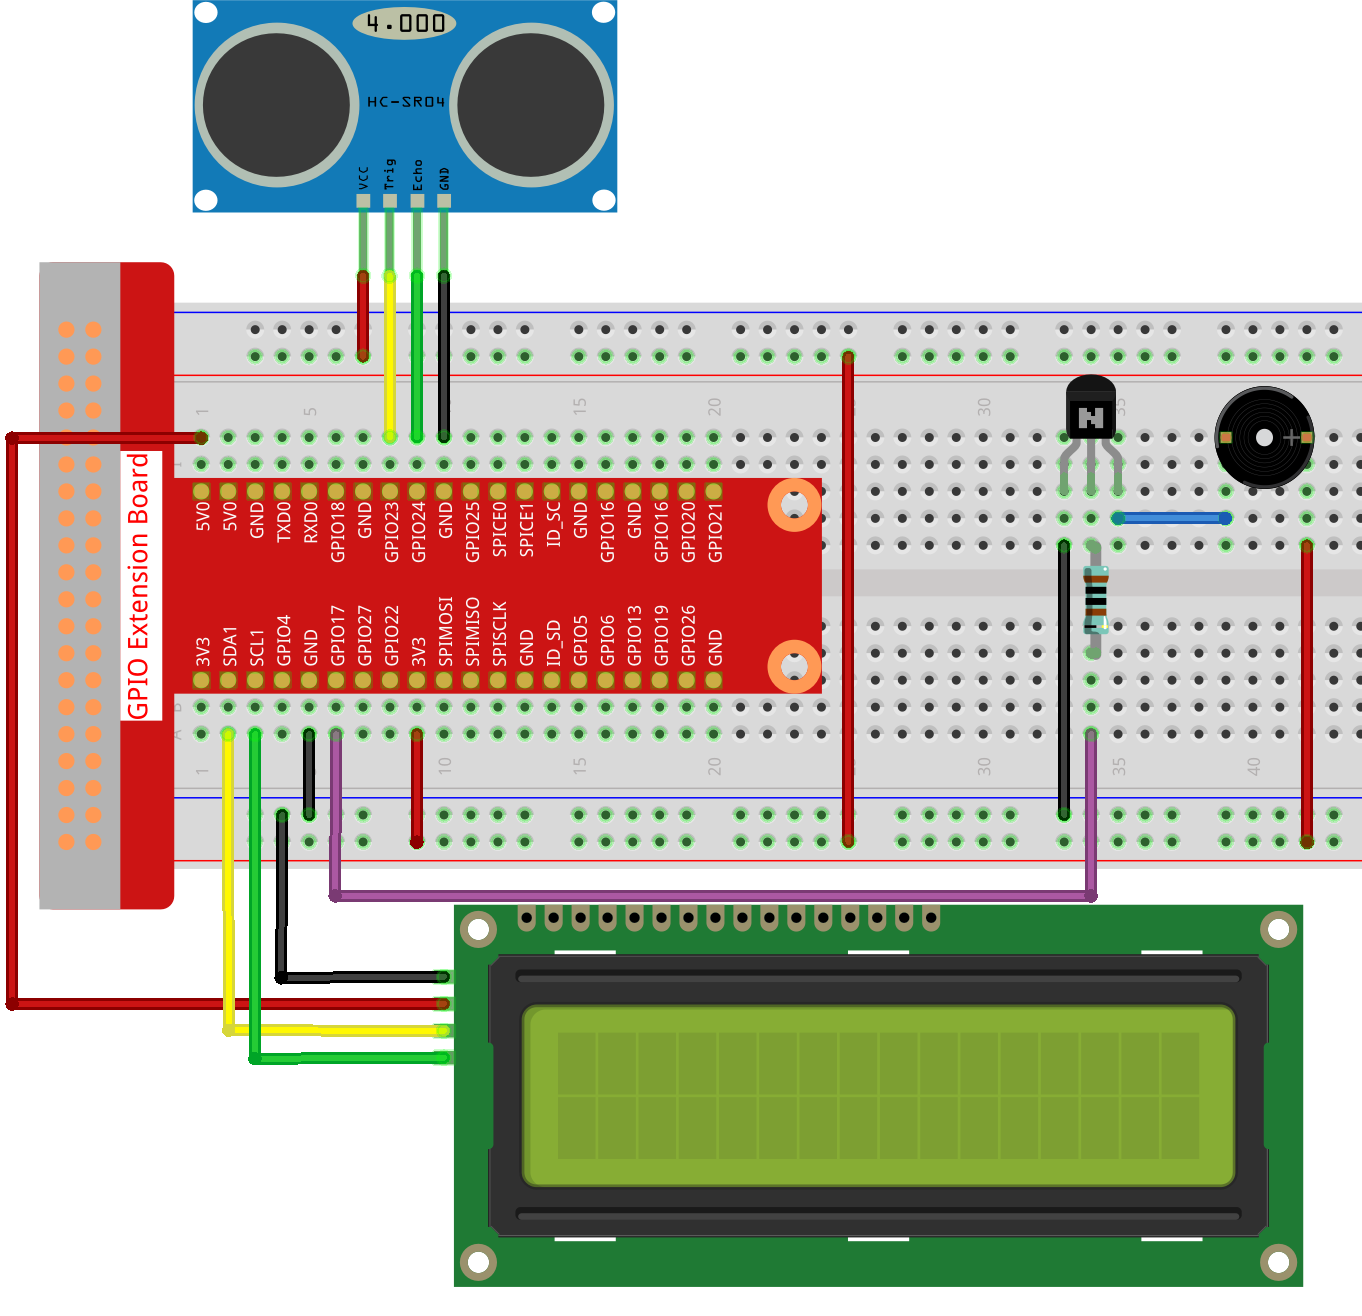 4.000
HC-SR04
VCC
Trig
Echo
GND
1
5
15
20
30
35
GPIO Extension Board
5V0
5V0
GND
TXD0
RXD0
GPIO18
GND
GPIO23
GPIO24
GND
GPIO25
SPICE0
SPICE1
ID_SC
GND
GPIO16
GND
GPIO16
GPIO20
GPIO21
N
3V3
SDA1
SCL1
GPIO4
GND
GPIO17
GPIO27
GPIO22
3V3
SPIMOSI
SPIMISO
SPISCLK
GND
ID_SD
GPIO5
GPIO6
GPIO13
GPIO19
GPIO26
GND
B
A
1
10
15
20
30
35
40